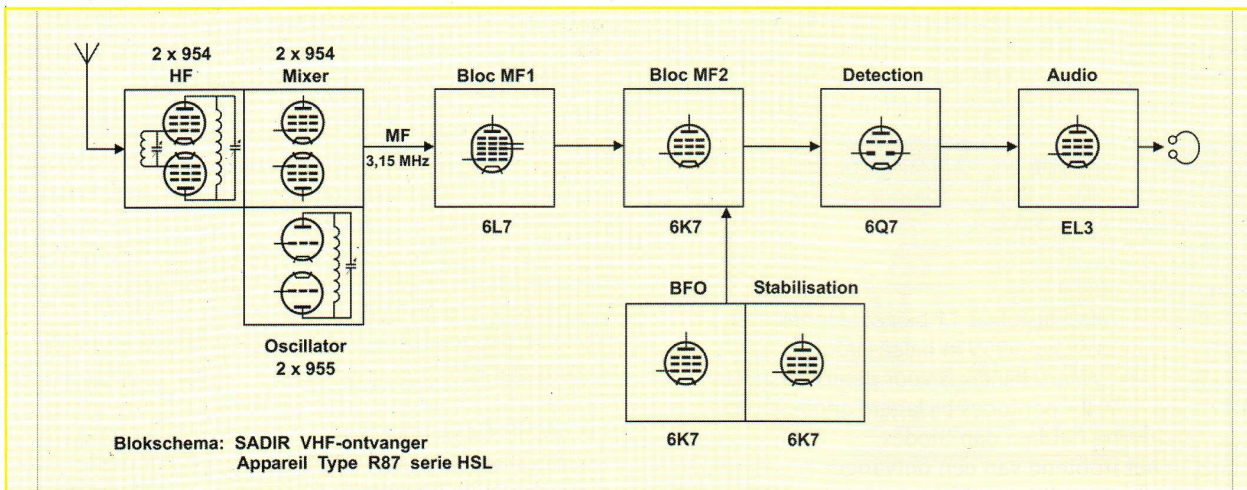 2 x 954
HF
2 x 954
Mixer
Bloc MF1
Bloc MF2
Detection
Audio
MF
3,15 MHz
6L7
6K7
6Q7
EL3
BFO
Stabilisation
Oscillator
2 x 955
6K7
6K7
Blokschema: SADIR VHF-ontvanger
Appareil Type R87 serie HSL